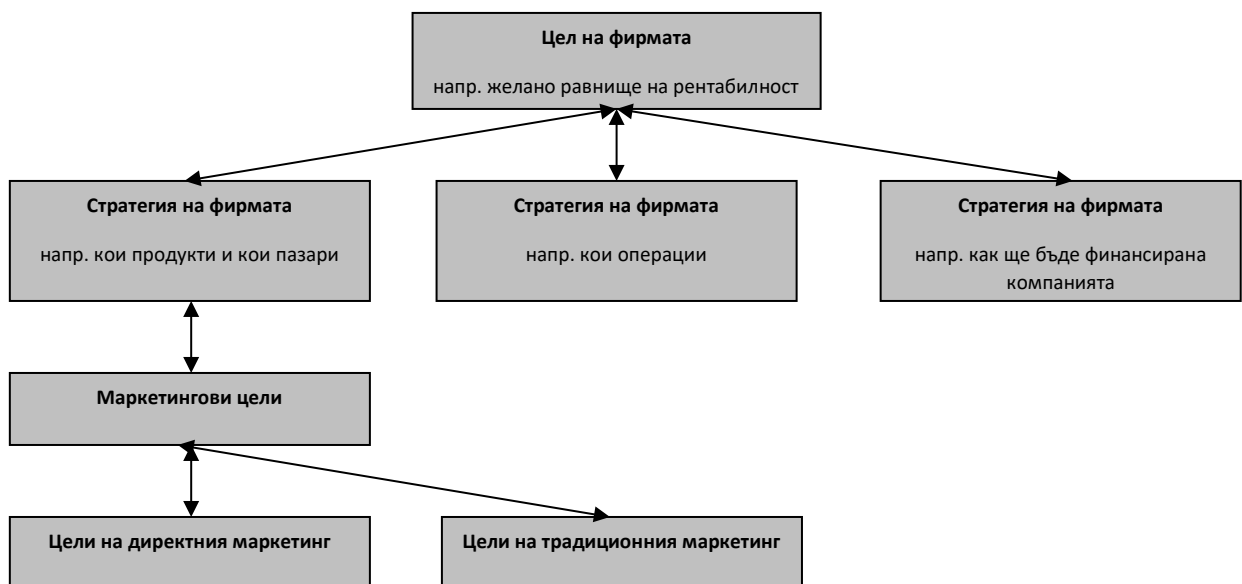 Цел на фирмата
напр. желано равнище на рентабилност
Стратегия на фирмата
напр. кои продукти и кои пазари
Стратегия на фирмата
напр. кои операции
Стратегия на фирмата
напр. как ще бъде финансирана
компанията
Маркетингови цели
Цели на директния маркетинг
Цели на традиционния маркетинг